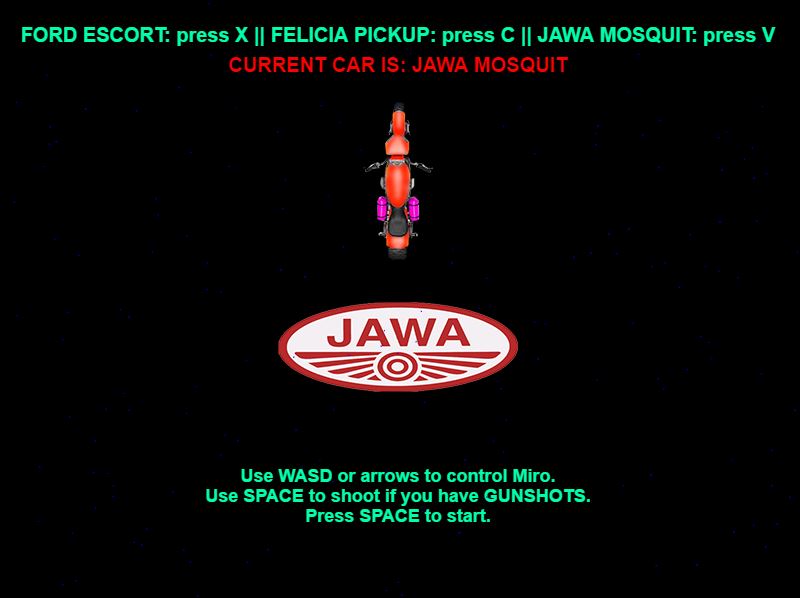 FORD ESCORT: press X || FELICIA PICKUP: press C || JAWA MOSQUIT: press V
CURRENT CAR IS: JAWA MOSQUIT
JAWA
Use WASD or arrows to control Miro.
Use SPACE to shoot if you have GUNSHOTS.
Press SPACE to start.